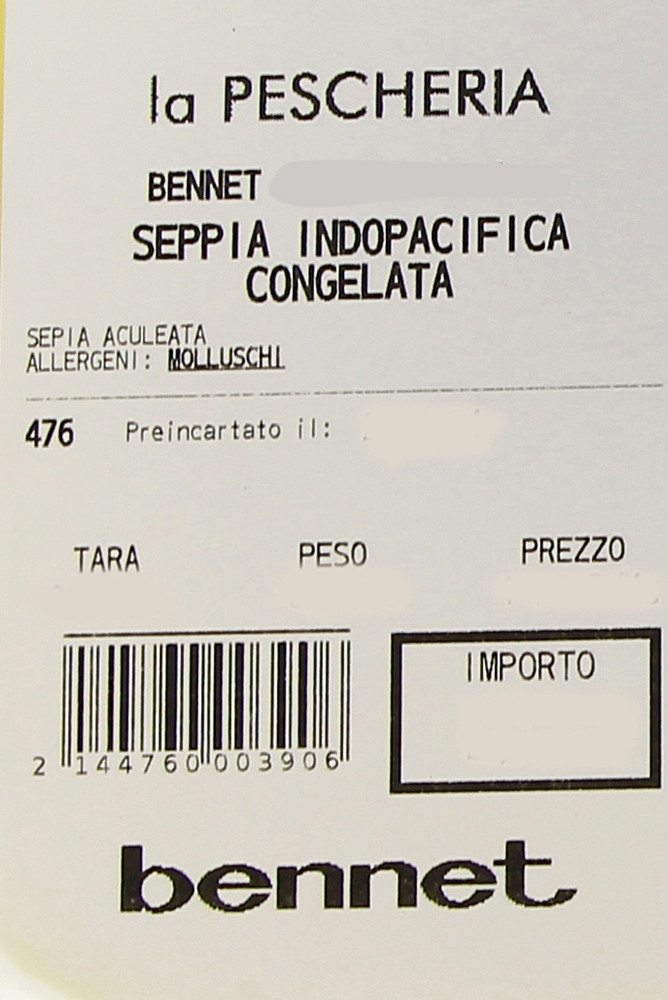 la PESCHERIA
BENNET
SEPPIA INDOPACIFICA
CONGELATA
SEPIA ACULEATA
ALLERGENI: MOLLUSCHI
476 Preincartato il:
TARA PESO PREZZO
IMPORTO
2 144760 003906
bennet